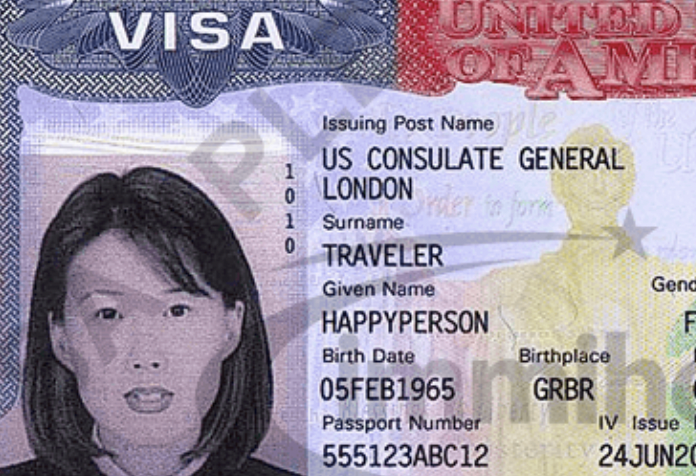 VISA
UNITED
OF AM
Issuing Post Name
US CONSULATE GENERAL
LONDON
1
0
1
0
Surname
TRAVELER
Given Name
Gend
HAPPYPERSON
F
Birth Date
Birthplace
05FEB1965
GRBR
Passport Number
IV Issue
555123ABC12
24JUN20
immih